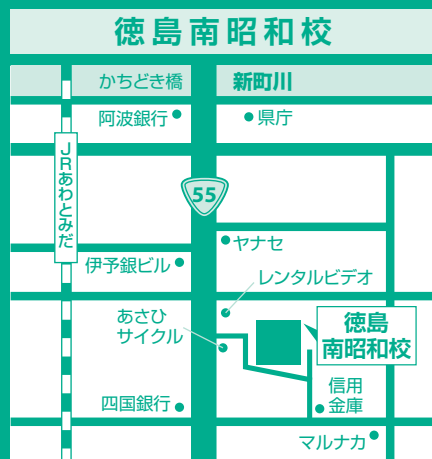 徳島南昭和校
かちどき橋
新町川
阿波銀行
県庁
JRあわとみだ
55
ヤナセ
伊予銀ビル
レンタルビデオ
あさひ
サイクル
徳島
南昭和校
信用
金庫
四国銀行
マルナカ